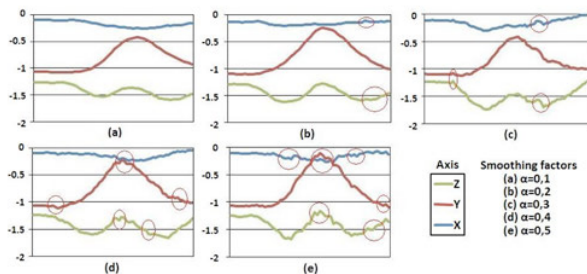 0
-0.5
-1
-1.5
-2
(a)
0
-0.5
-1
-1.5
-2
(b)
0
-0.5
-1
-1.5
-2
(c)
0
-0.5
-1
-1.5
-2
(d)
0
-0.5
-1
-1.5
-2
(e)
Axis
Z
Y
X
Smoothing factors
(a) α=0,1
(b) α=0,2
(c) α=0,3
(d) α=0,4
(e) α=0,5